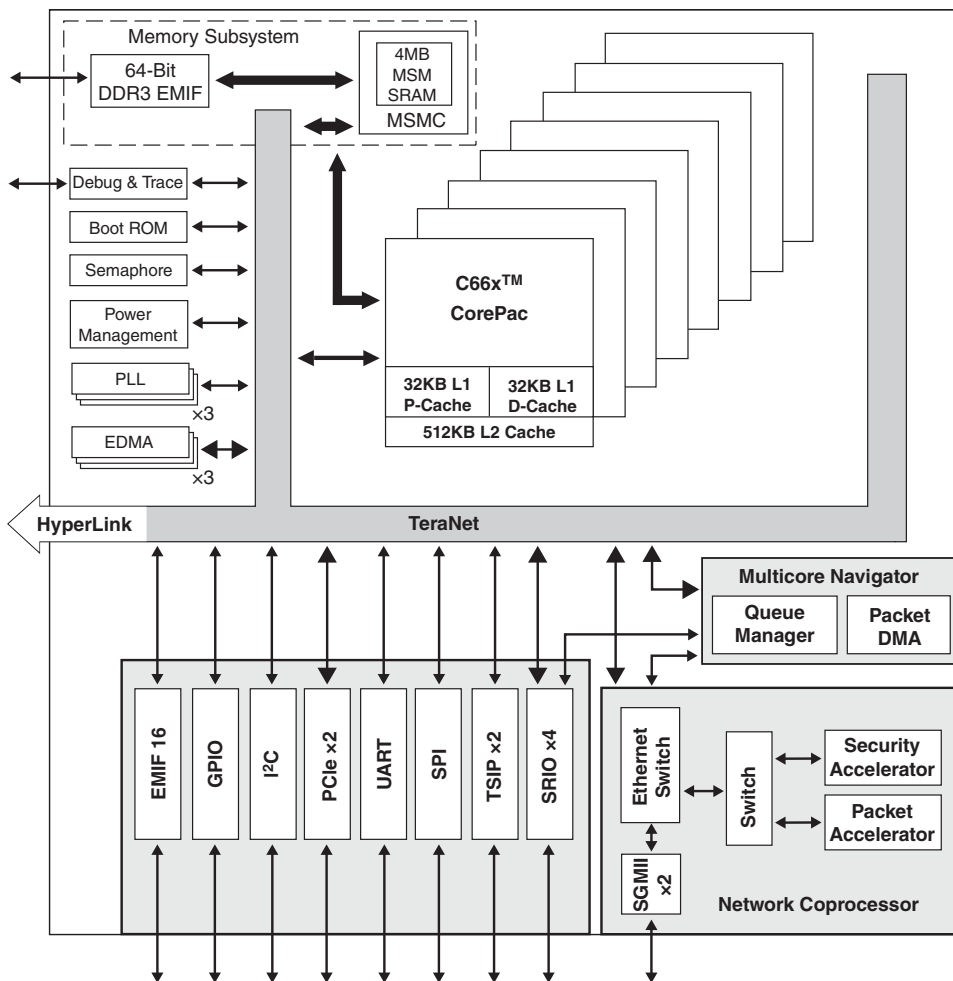 Memory Subsystem
64-Bit
DDR3 EMIF
4MB
MSM
SRAM
MSMC
Debug & Trace
Boot ROM
Semaphore
Power
Management
PLL
×3
EDMA
×3
C66x™
CorePac
32KB L1
P-Cache
32KB L1
D-Cache
512KB L2 Cache
HyperLink
TeraNet
Multicore Navigator
Queue
Manager
Packet
DMA
EMIF 16
GPIO
I²C
PCIe ×2
UART
SPI
TSIP ×2
SRIO ×4
Ethernet
Switch
Switch
Security
Accelerator
Packet
Accelerator
SGMII
×2
Network Coprocessor